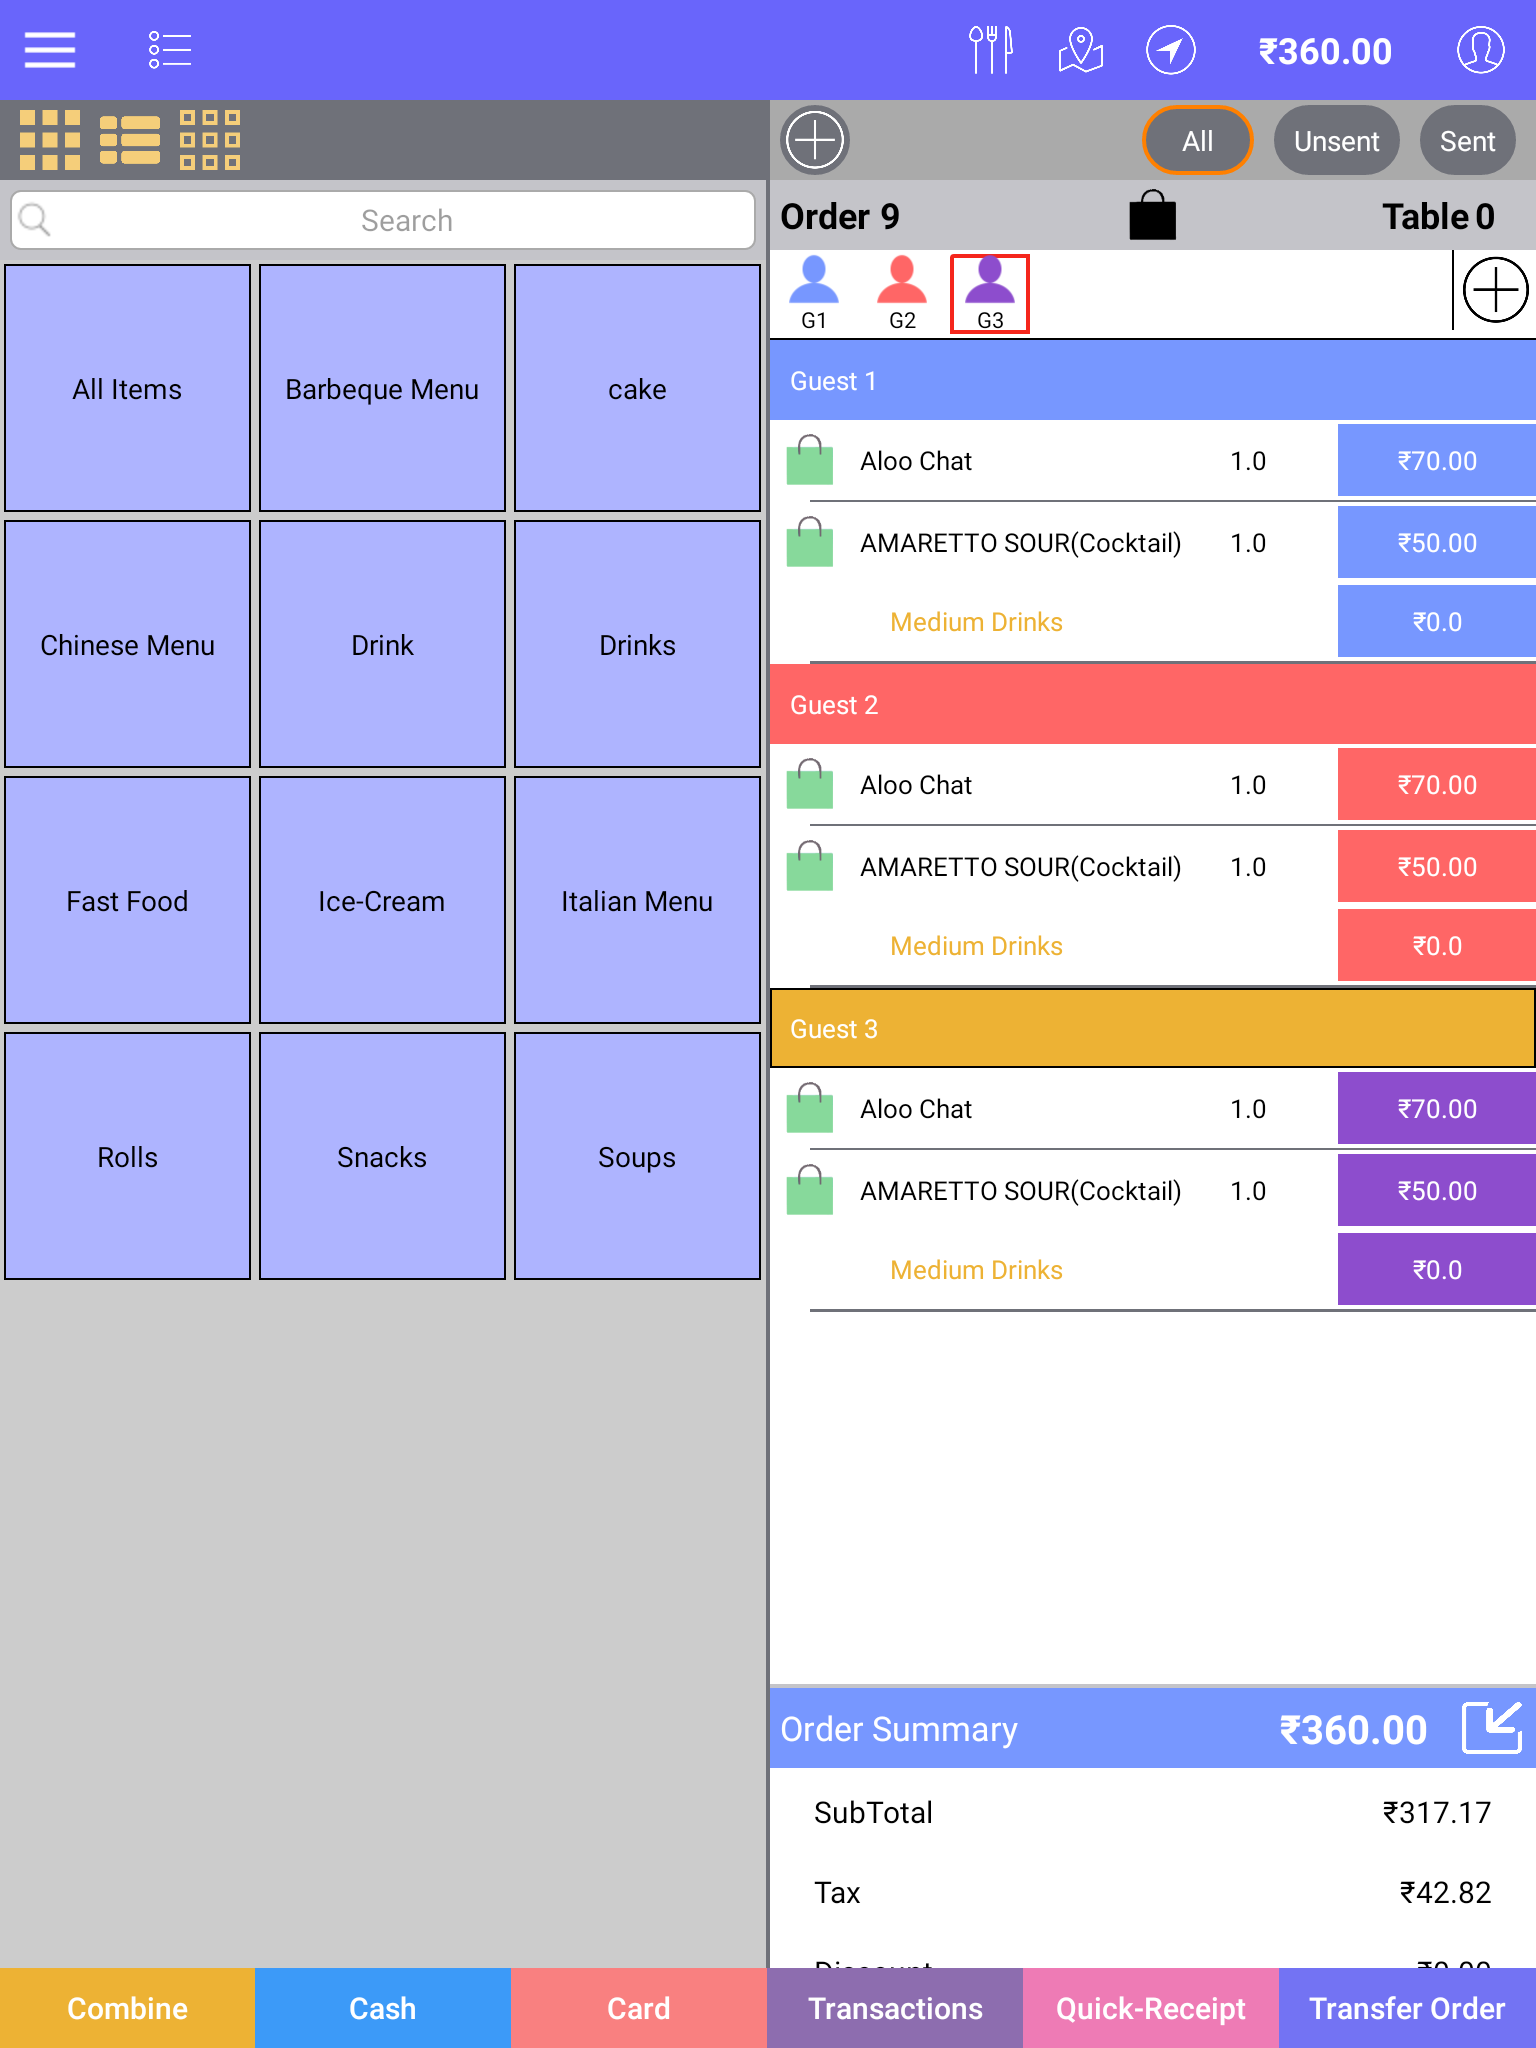 ₹360.00
All
Unsent
Sent
Search
Order 9
Table 0
G1
G2
G3
All Items
Barbeque Menu
cake
Chinese Menu
Drink
Drinks
Fast Food
Ice-Cream
Italian Menu
Rolls
Snacks
Soups
Guest 1
Aloo Chat 1.0 ₹70.00
AMARETTO SOUR(Cocktail) 1.0 ₹50.00
Medium Drinks ₹0.0
Guest 2
Aloo Chat 1.0 ₹70.00
AMARETTO SOUR(Cocktail) 1.0 ₹50.00
Medium Drinks ₹0.0
Guest 3
Aloo Chat 1.0 ₹70.00
AMARETTO SOUR(Cocktail) 1.0 ₹50.00
Medium Drinks ₹0.0
Order Summary ₹360.00
SubTotal ₹317.17
Tax ₹42.82
Combine
Cash
Card
Transactions
Quick-Receipt
Transfer Order